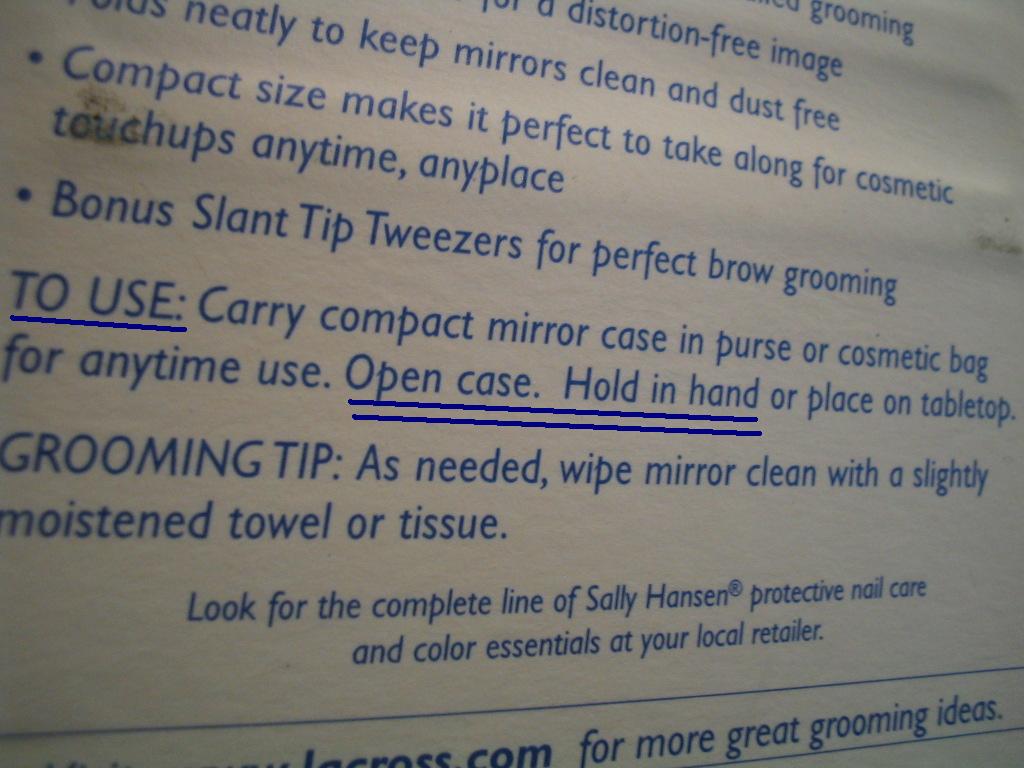 grooming
for a distortion-free image
neatly to keep mirrors clean and dust free
• Compact size makes it perfect to take along for cosmetic
touchups anytime, anyplace
• Bonus Slant Tip Tweezers for perfect brow grooming
TO USE: Carry compact mirror case in purse or cosmetic bag
for anytime use. Open case. Hold in hand or place on tabletop.
GROOMING TIP: As needed, wipe mirror clean with a slightly
moistened towel or tissue.
Look for the complete line of Sally Hansen® protective nail care
and color essentials at your local retailer.
lacross.com for more great grooming ideas.